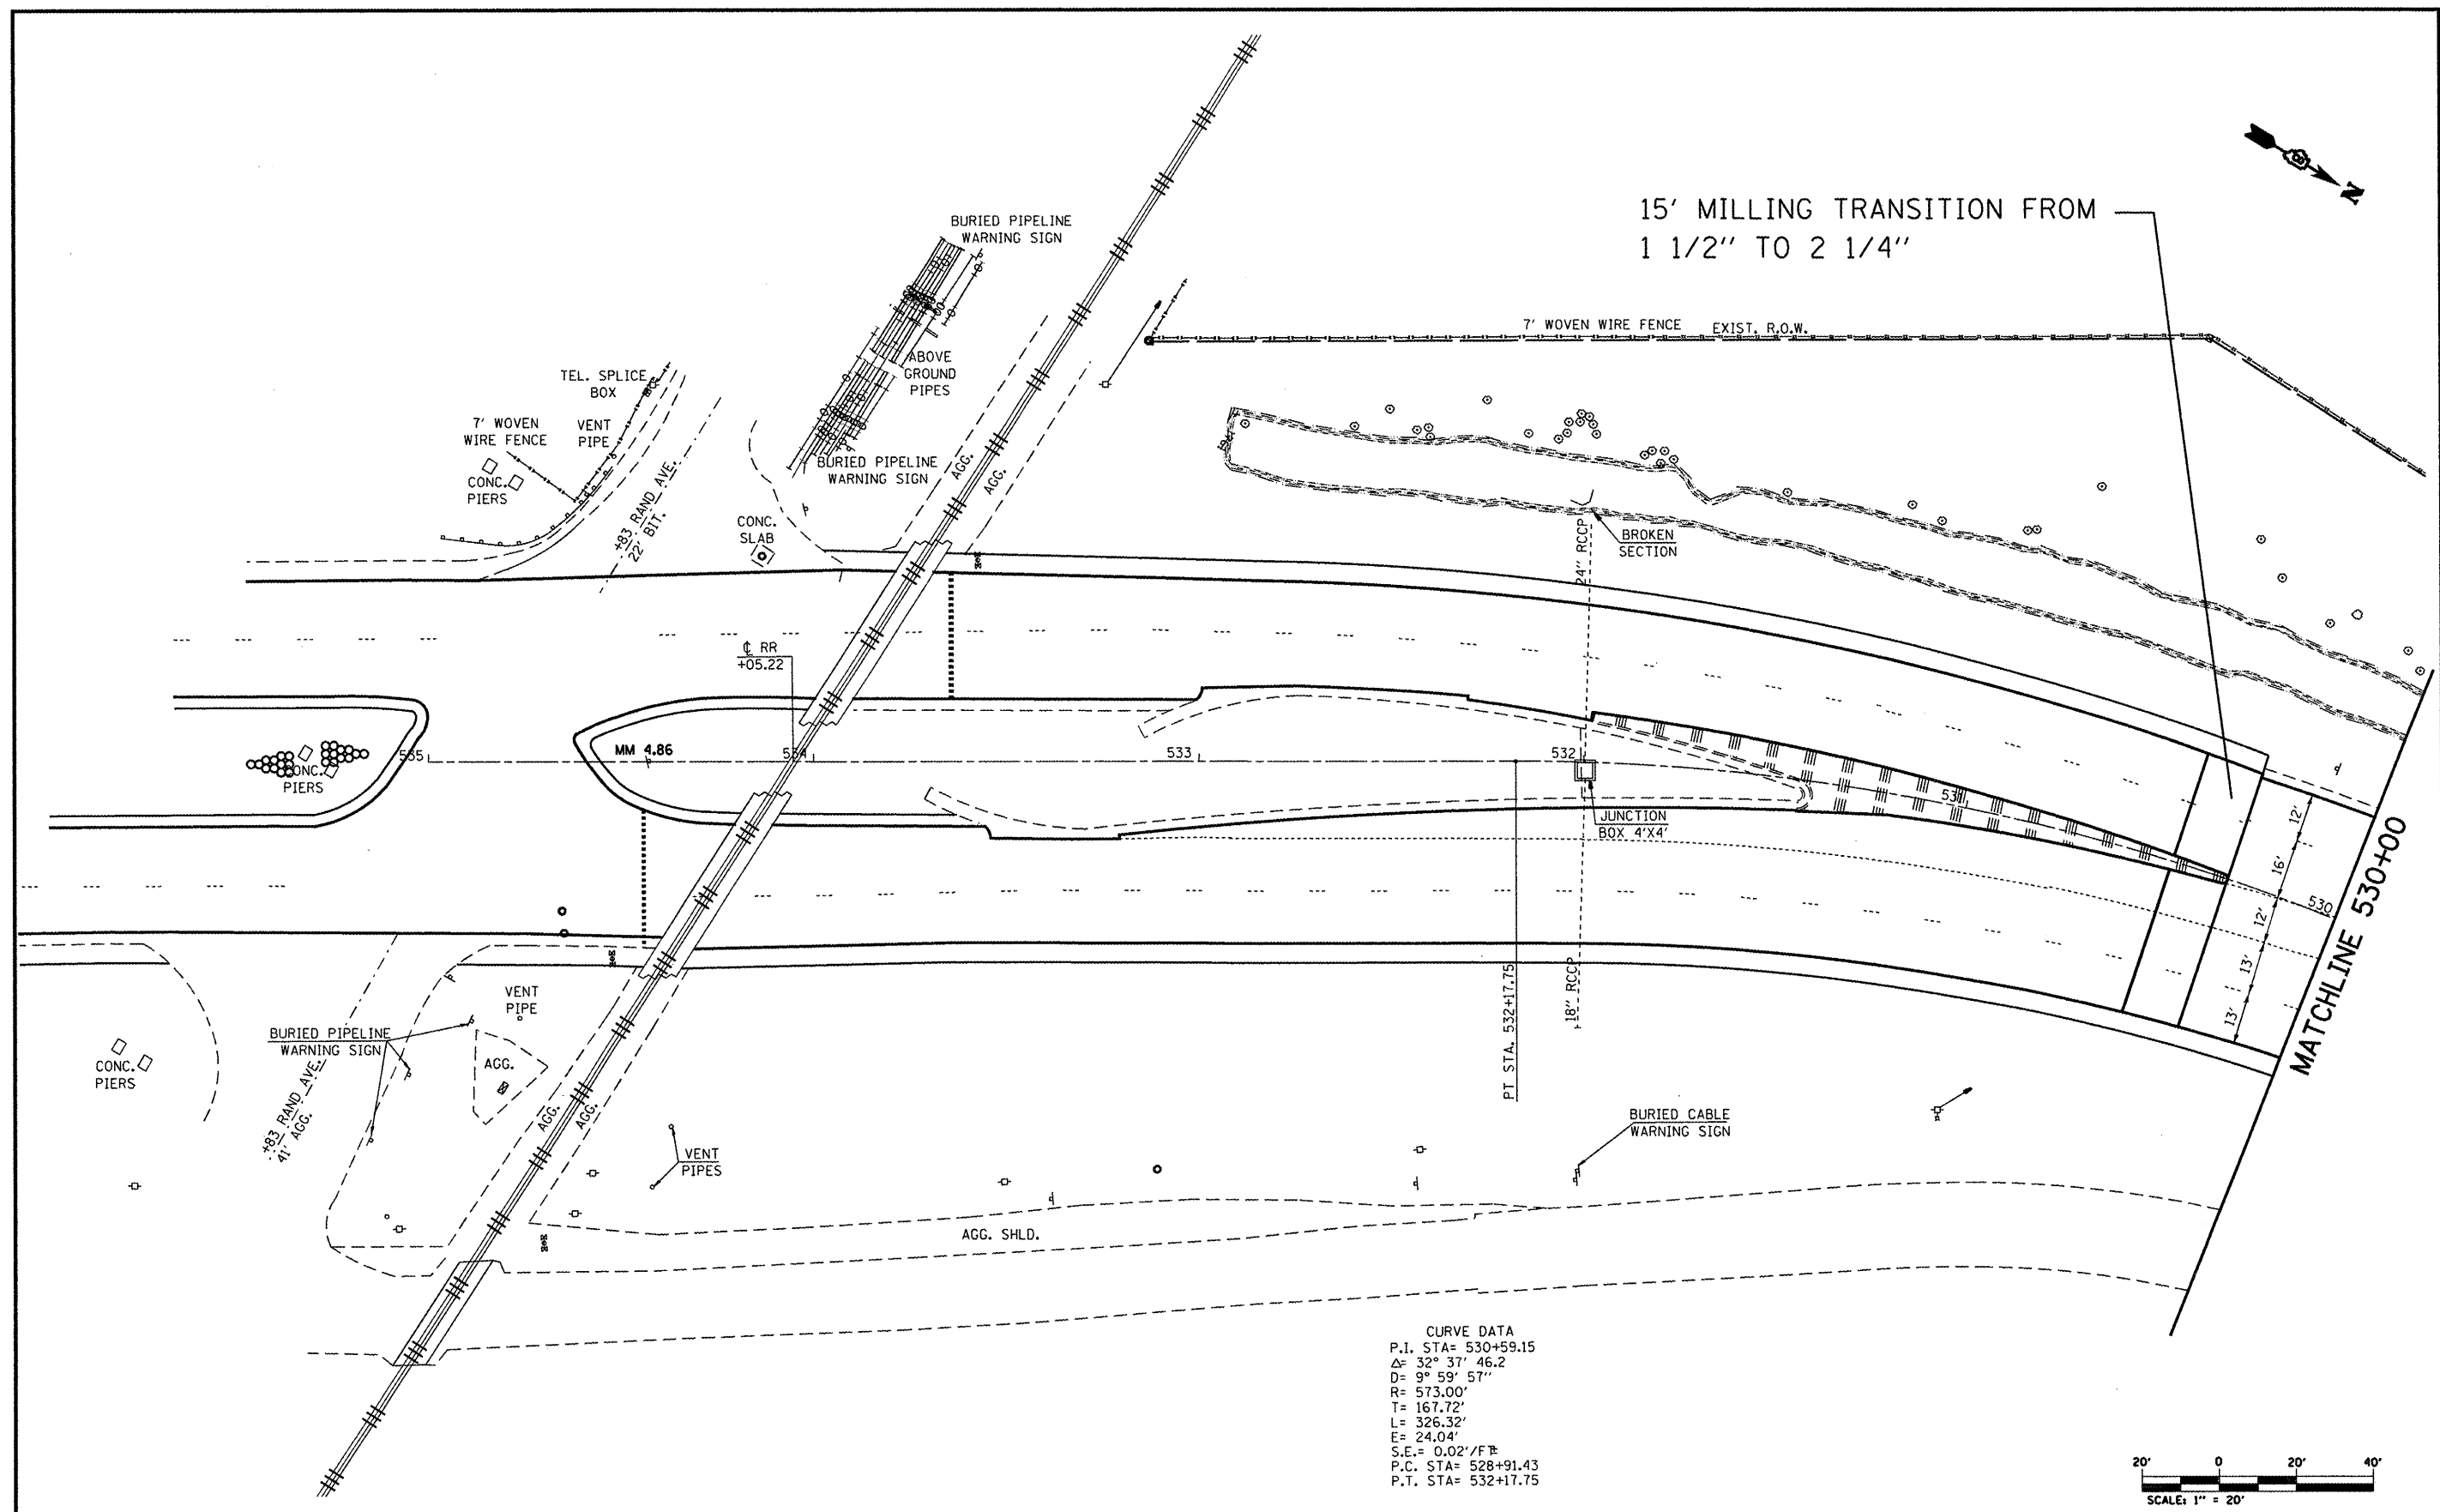 N
15' MILLING TRANSITION FROM
1 1/2" TO 2 1/4"
BURIED PIPELINE
WARNING SIGN
7' WOVEN WIRE FENCE EXIST. R.O.W.
ABOVE
GROUND
PIPES
TEL. SPLICE
BOX
7' WOVEN
WIRE FENCE
VENT
PIPE
CONC.
PIERS
BURIED PIPELINE
WARNING SIGN
AGG.
AGG.
+83 RAND AVE.
22' BIT.
CONC.
SLAB
24" RCCP
BROKEN
SECTION
℄ RR
+05.22
535
MM 4.86
534
533
532
531
530
CONC.
PIERS
JUNCTION
BOX 4'X4'
12'
16'
12'
13'
13'
MATCHLINE 530+00
PT STA. 532+17.75
18" RCCP
VENT
PIPE
BURIED PIPELINE
WARNING SIGN
AGG.
CONC.
PIERS
+83 RAND AVE.
41' AGG.
AGG.
AGG.
VENT
PIPES
BURIED CABLE
WARNING SIGN
AGG. SHLD.
CURVE DATA
P.I. STA= 530+59.15
Δ= 32° 37' 46.2
D= 9° 59' 57"
R= 573.00'
T= 167.72'
L= 326.32'
E= 24.04'
S.E.= 0.02'/FT
P.C. STA= 528+91.43
P.T. STA= 532+17.75
20' 0 20' 40'
SCALE: 1" = 20'